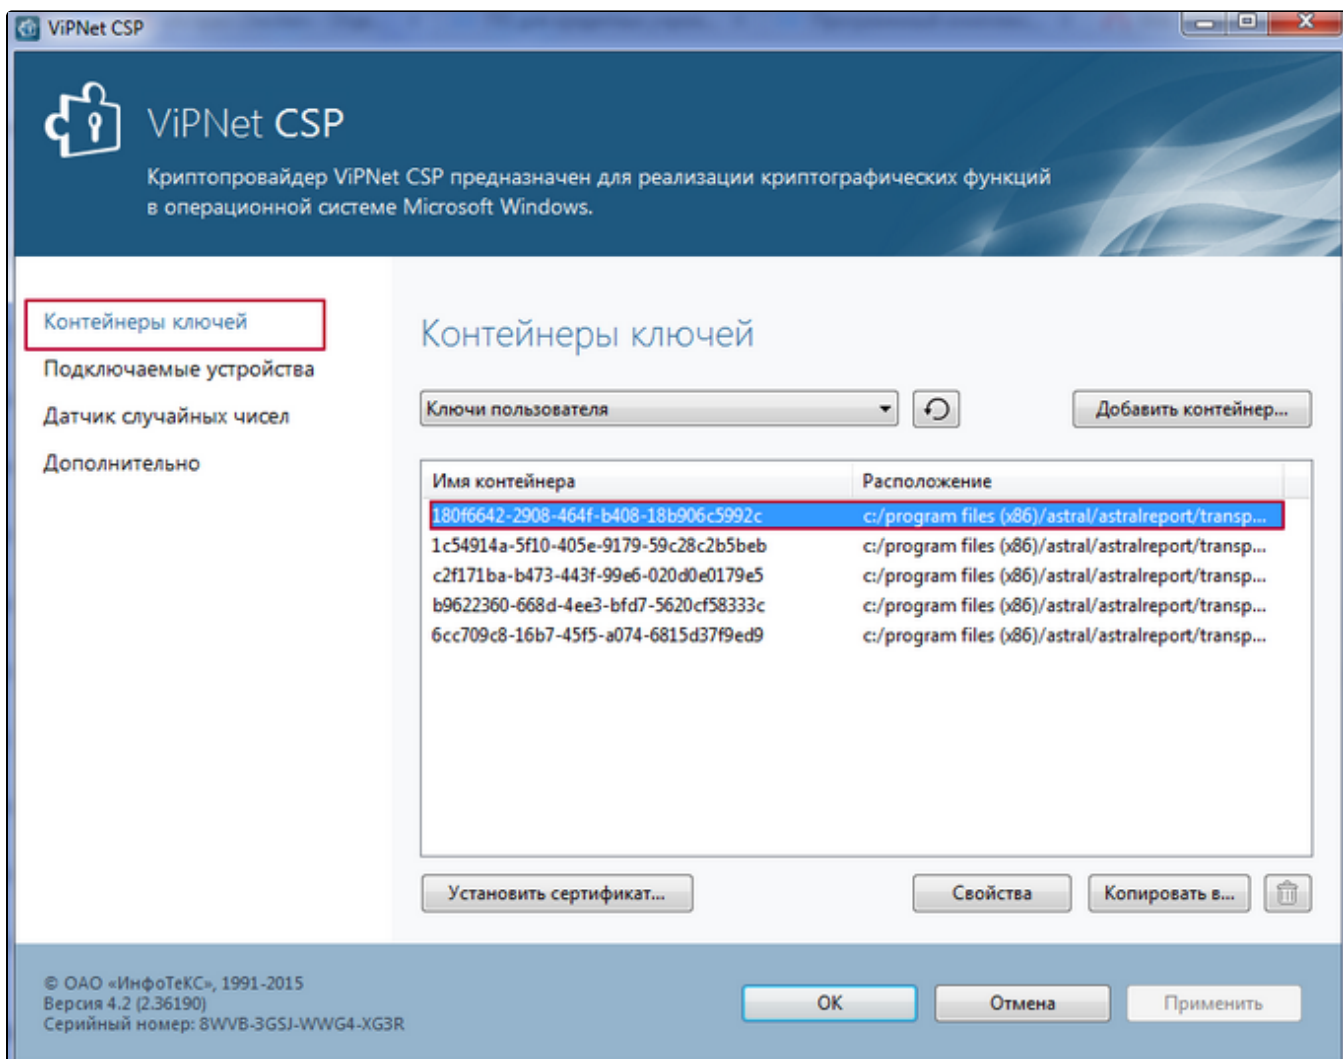 ViPNet CSP
ViPNet CSP
Криптопровайдер ViPNet CSP предназначен для реализации криптографических функций
в операционной системе Microsoft Windows.
Контейнеры ключей
Подключаемые устройства
Датчик случайных чисел
Дополнительно
Контейнеры ключей
Ключи пользователя
Добавить контейнер...
Имя контейнера Расположение
180f6642-2908-464f-b408-18b906c5992c c:/program files (x86)/astral/astralreport/transp...
1c54914a-5f10-405e-9179-59c28c2b5beb c:/program files (x86)/astral/astralreport/transp...
c2f171ba-b473-443f-99e6-020d0e0179e5 c:/program files (x86)/astral/astralreport/transp...
b9622360-668d-4ee3-bfd7-5620cf58333c c:/program files (x86)/astral/astralreport/transp...
6cc709c8-16b7-45f5-a074-6815d37f9ed9 c:/program files (x86)/astral/astralreport/transp...
Установить сертификат... Свойства Копировать в...
© ОАО «ИнфоТеКС», 1991-2015
Версия 4.2 (2.36190)
Серийный номер: 8WVB-3GSJ-WWG4-XG3R
OK Отмена Применить